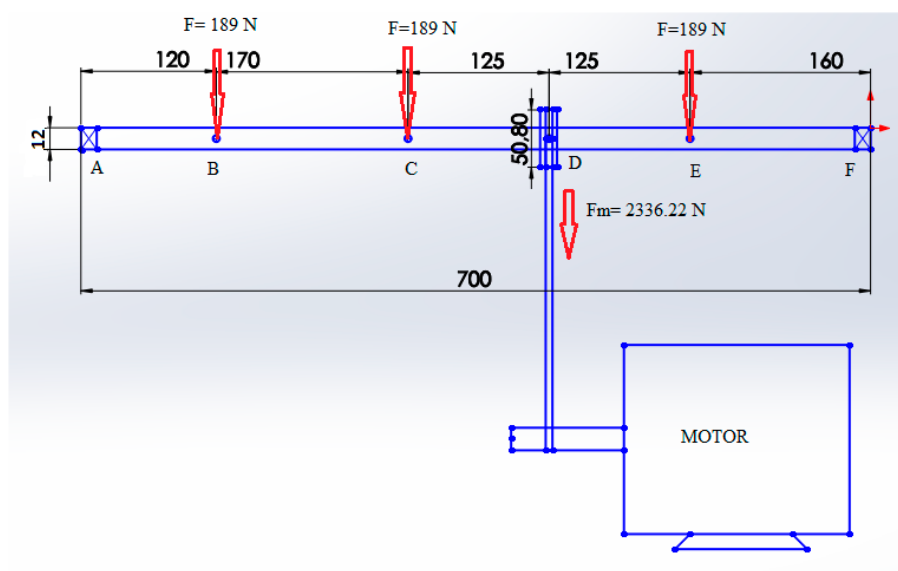 F= 189 N
F=189 N
F=189 N
120
170
125
125
160
12
50,80
A
B
C
D
E
F
Fm= 2336.22 N
700
MOTOR